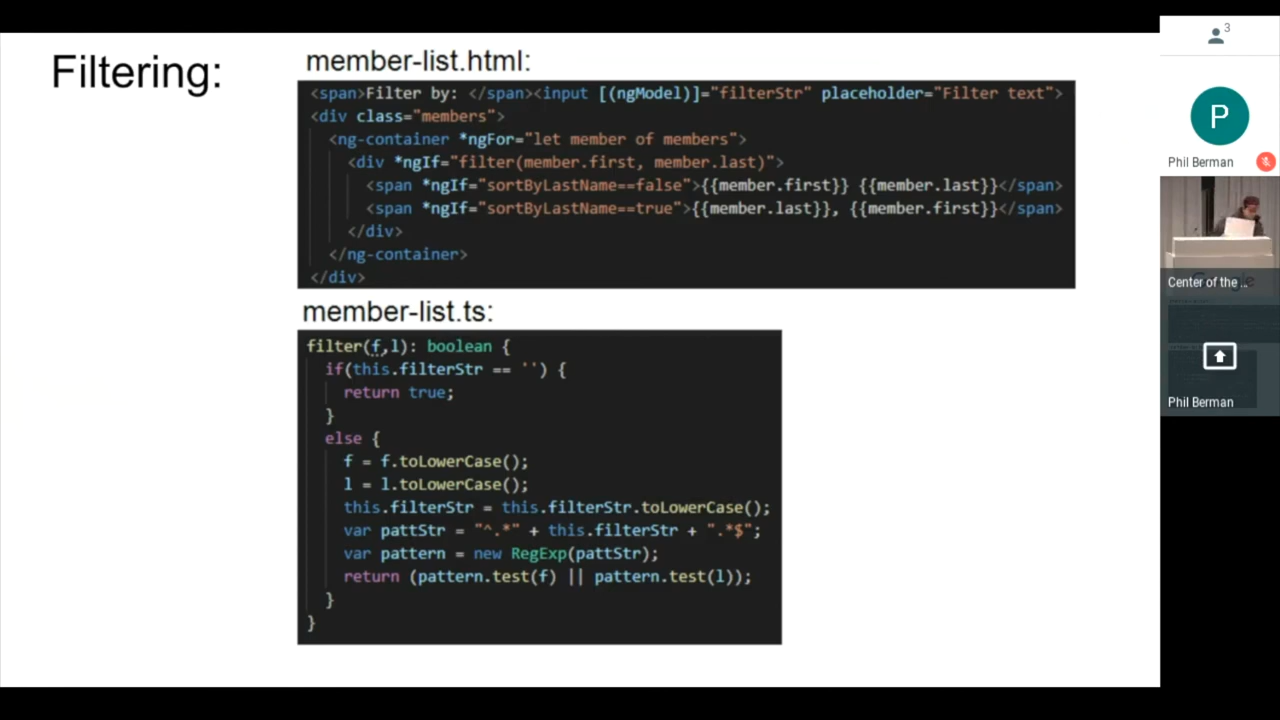 Filtering:
member-list.html:
<span>Filter by: </span><input [(ngModel)]="filterStr" placeholder="Filter text">
<div class="members">
<ng-container *ngFor="let member of members">
<div *ngIf="filter(member.first, member.last)">
<span *ngIf="sortByLastName==false">{{member.first}} {{member.last}}</span>
<span *ngIf="sortByLastName==true">{{member.last}}, {{member.first}}</span>
</div>
</ng-container>
</div>
member-list.ts:
filter(f,l): boolean {
if(this.filterStr == '') {
return true;
}
else {
f = f.toLowerCase();
l = l.toLowerCase();
this.filterStr = this.filterStr.toLowerCase();
var pattStr = "^.*" + this.filterStr + ".*$";
var pattern = new RegExp(pattStr);
return (pattern.test(f) || pattern.test(l));
}
}
3
P
Phil Berman
Center of the ...
Phil Berman